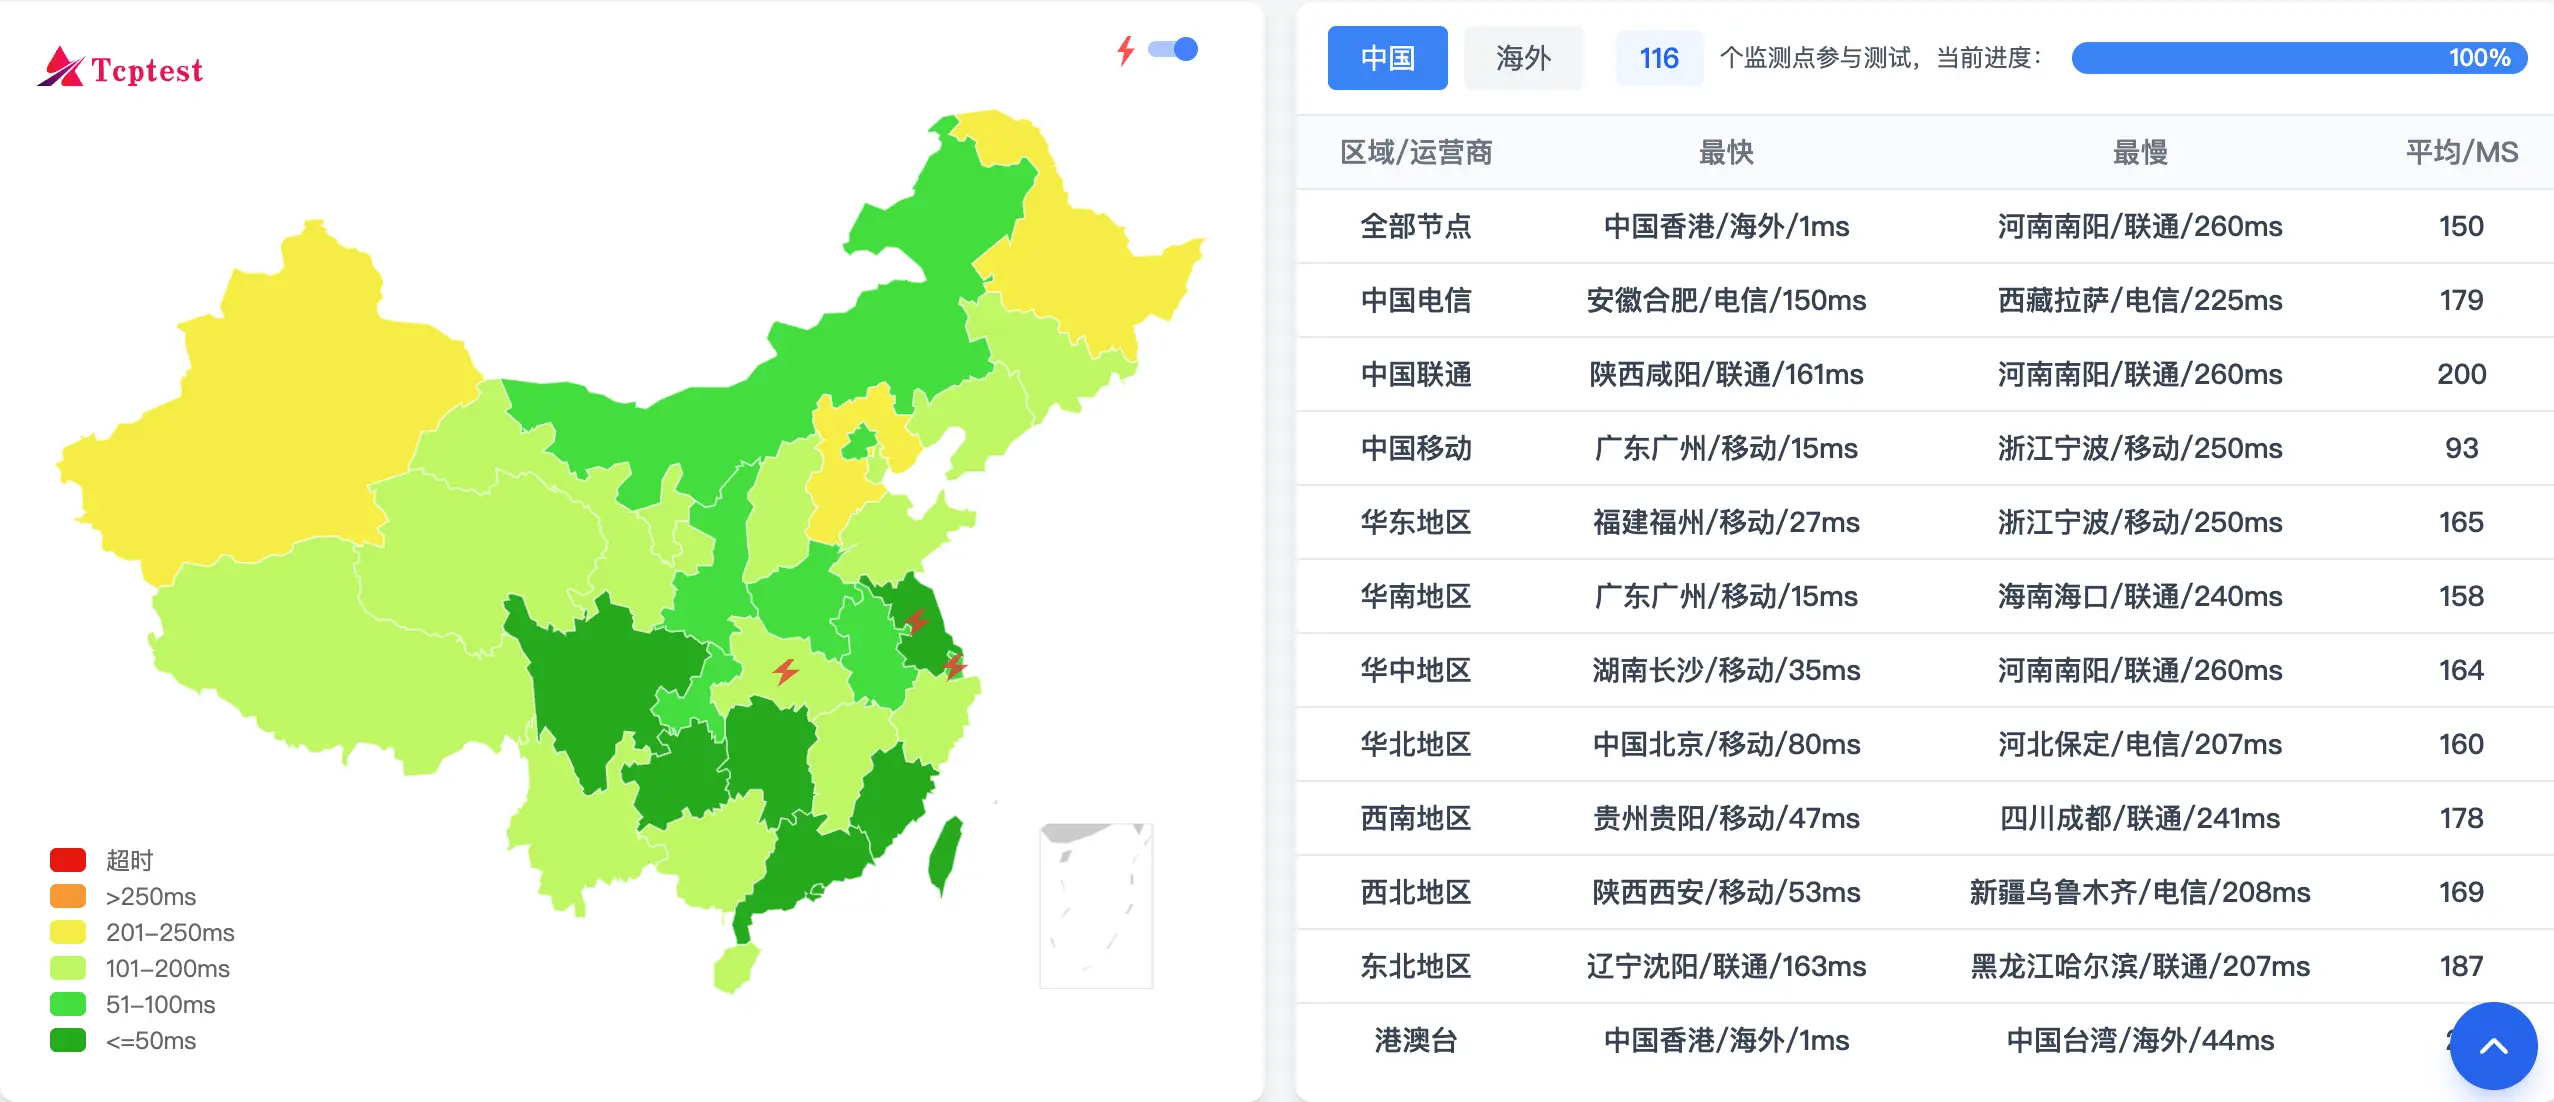 Tcptest
超时
>250ms
201-250ms
101-200ms
51-100ms
<=50ms
中国 海外 116 个监测点参与测试，当前进度： 100%
区域/运营商 最快 最慢 平均/MS
全部节点 中国香港/海外/1ms 河南南阳/联通/260ms 150
中国电信 安徽合肥/电信/150ms 西藏拉萨/电信/225ms 179
中国联通 陕西咸阳/联通/161ms 河南南阳/联通/260ms 200
中国移动 广东广州/移动/15ms 浙江宁波/移动/250ms 93
华东地区 福建福州/移动/27ms 浙江宁波/移动/250ms 165
华南地区 广东广州/移动/15ms 海南海口/联通/240ms 158
华中地区 湖南长沙/移动/35ms 河南南阳/联通/260ms 164
华北地区 中国北京/移动/80ms 河北保定/电信/207ms 160
西南地区 贵州贵阳/移动/47ms 四川成都/联通/241ms 178
西北地区 陕西西安/移动/53ms 新疆乌鲁木齐/电信/208ms 169
东北地区 辽宁沈阳/联通/163ms 黑龙江哈尔滨/联通/207ms 187
港澳台 中国香港/海外/1ms 中国台湾/海外/44ms